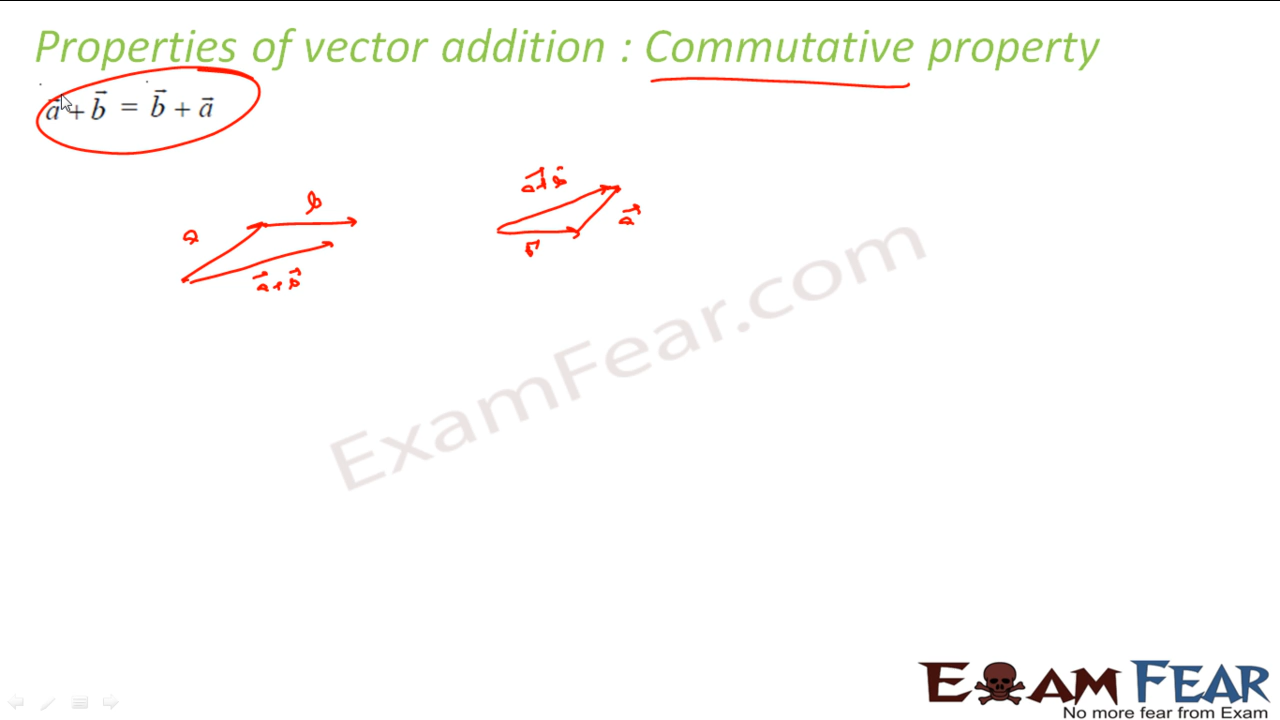 Properties of vector addition : Commutative property
a⃗ + b⃗ = b⃗ + a⃗
a
b
a⃗ + b⃗
a⃗ + b⃗
a⃗
b⃗
ExamFear.com
EXAM FEAR
No more fear from Exam